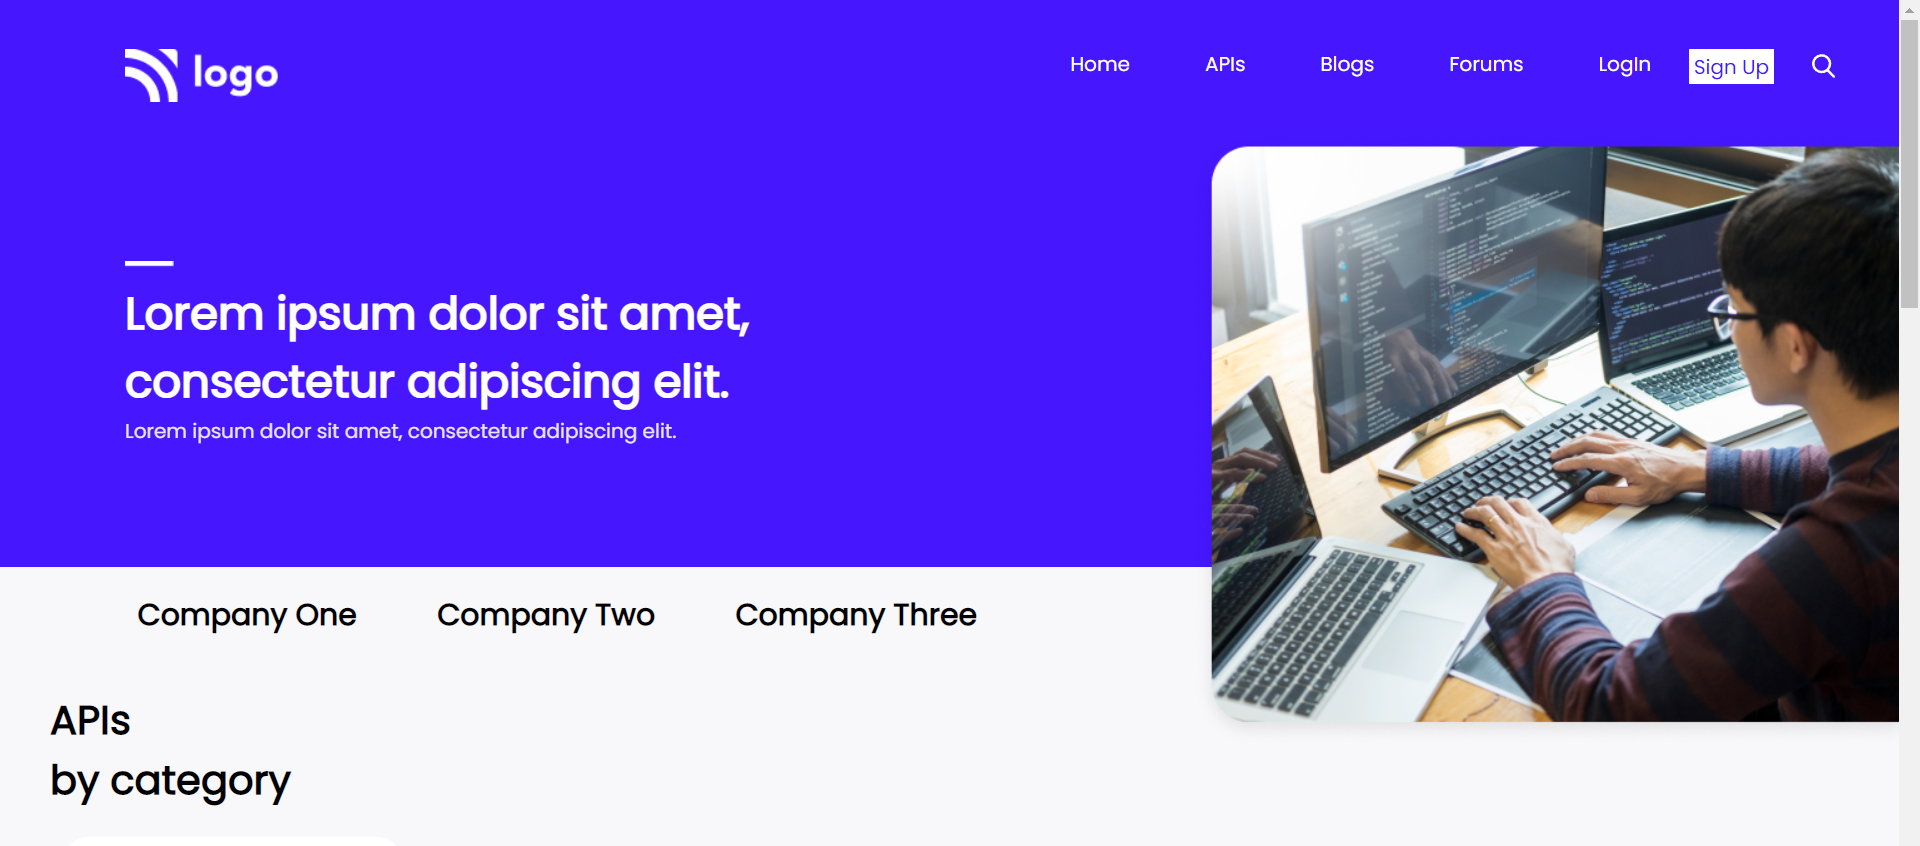 logo
Home APIs Blogs Forums LogIn Sign Up
Lorem ipsum dolor sit amet,
consectetur adipiscing elit.
Lorem ipsum dolor sit amet, consectetur adipiscing elit.
Company One Company Two Company Three
APIs
by category